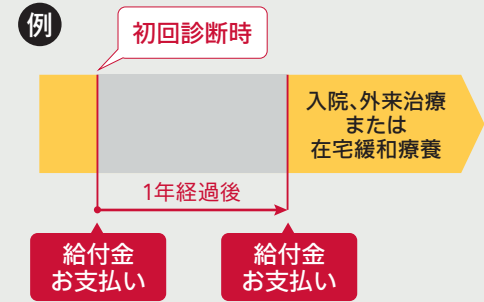 例
初回診断時
入院、外来治療
または
在宅緩和療養
1年経過後
給付金
お支払い
給付金
お支払い